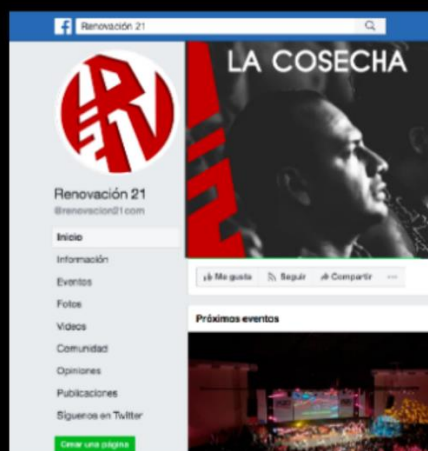 Renovación 21
LA COSECHA
Renovación 21
@renovacion21com
Inicio
Información
Eventos
Fotos
Videos
Comunidad
Opiniones
Publicaciones
Síguenos en Twitter
Crear una página
Me gusta
Seguir
Compartir
Próximos eventos